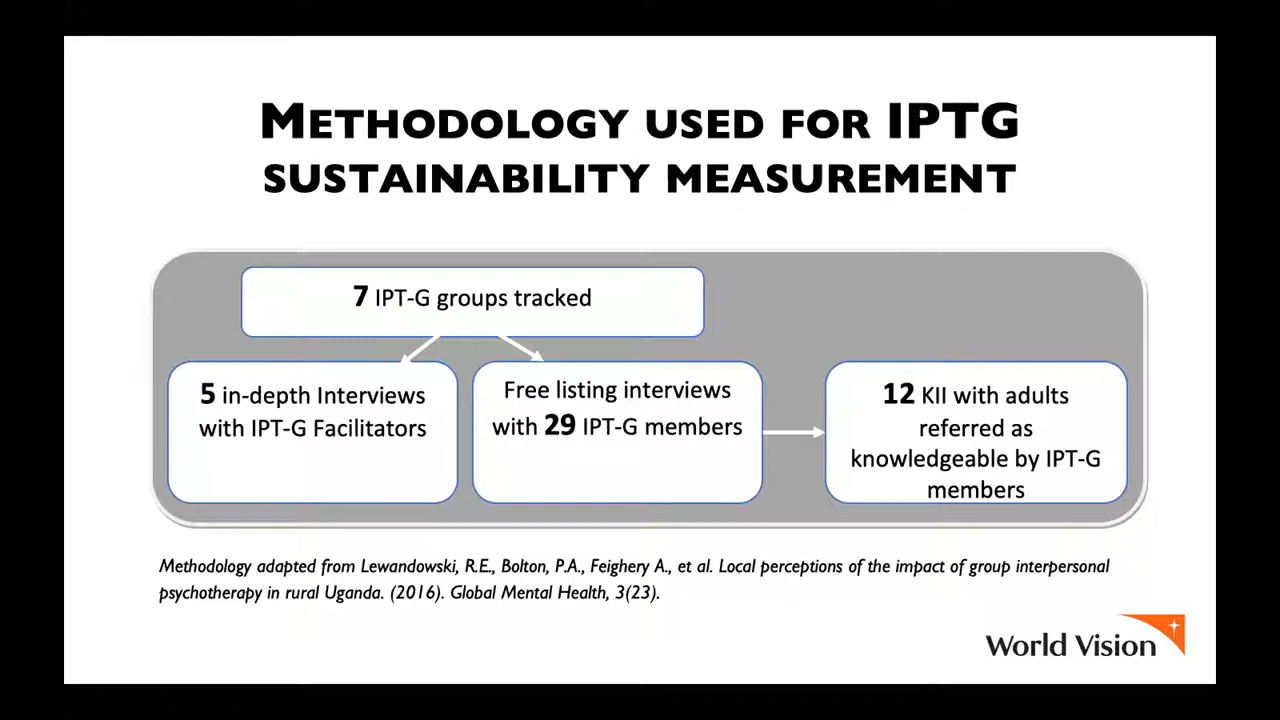 METHODOLOGY USED FOR IPTG
SUSTAINABILITY MEASUREMENT
7 IPT-G groups tracked
5 in-depth Interviews
with IPT-G Facilitators
Free listing interviews
with 29 IPT-G members
12 KII with adults
referred as
knowledgeable by IPT-G
members
Methodology adapted from Lewandowski, R.E., Bolton, P.A., Feighery A., et al. Local perceptions of the impact of group interpersonal
psychotherapy in rural Uganda. (2016). Global Mental Health, 3(23).
World Vision